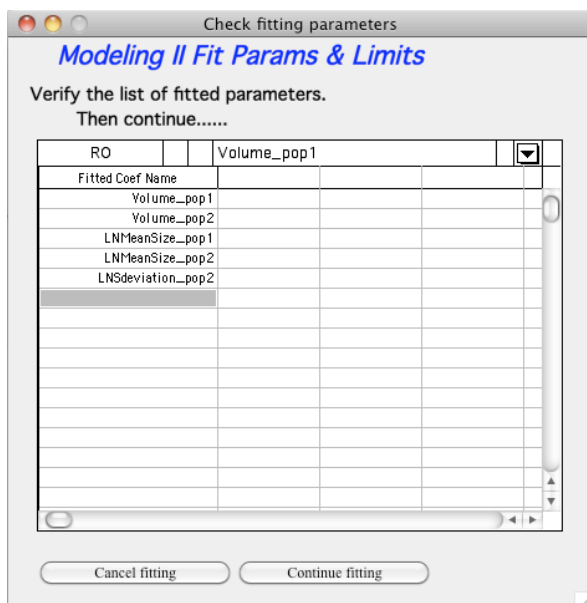 Check fitting parameters
Modeling II Fit Params & Limits
Verify the list of fitted parameters.
Then continue......
R0 Volume_pop1
Fitted Coef Name
Volume_pop1
Volume_pop2
LNMeanSize_pop1
LNMeanSize_pop2
LNSdeviation_pop2
Cancel fitting Continue fitting